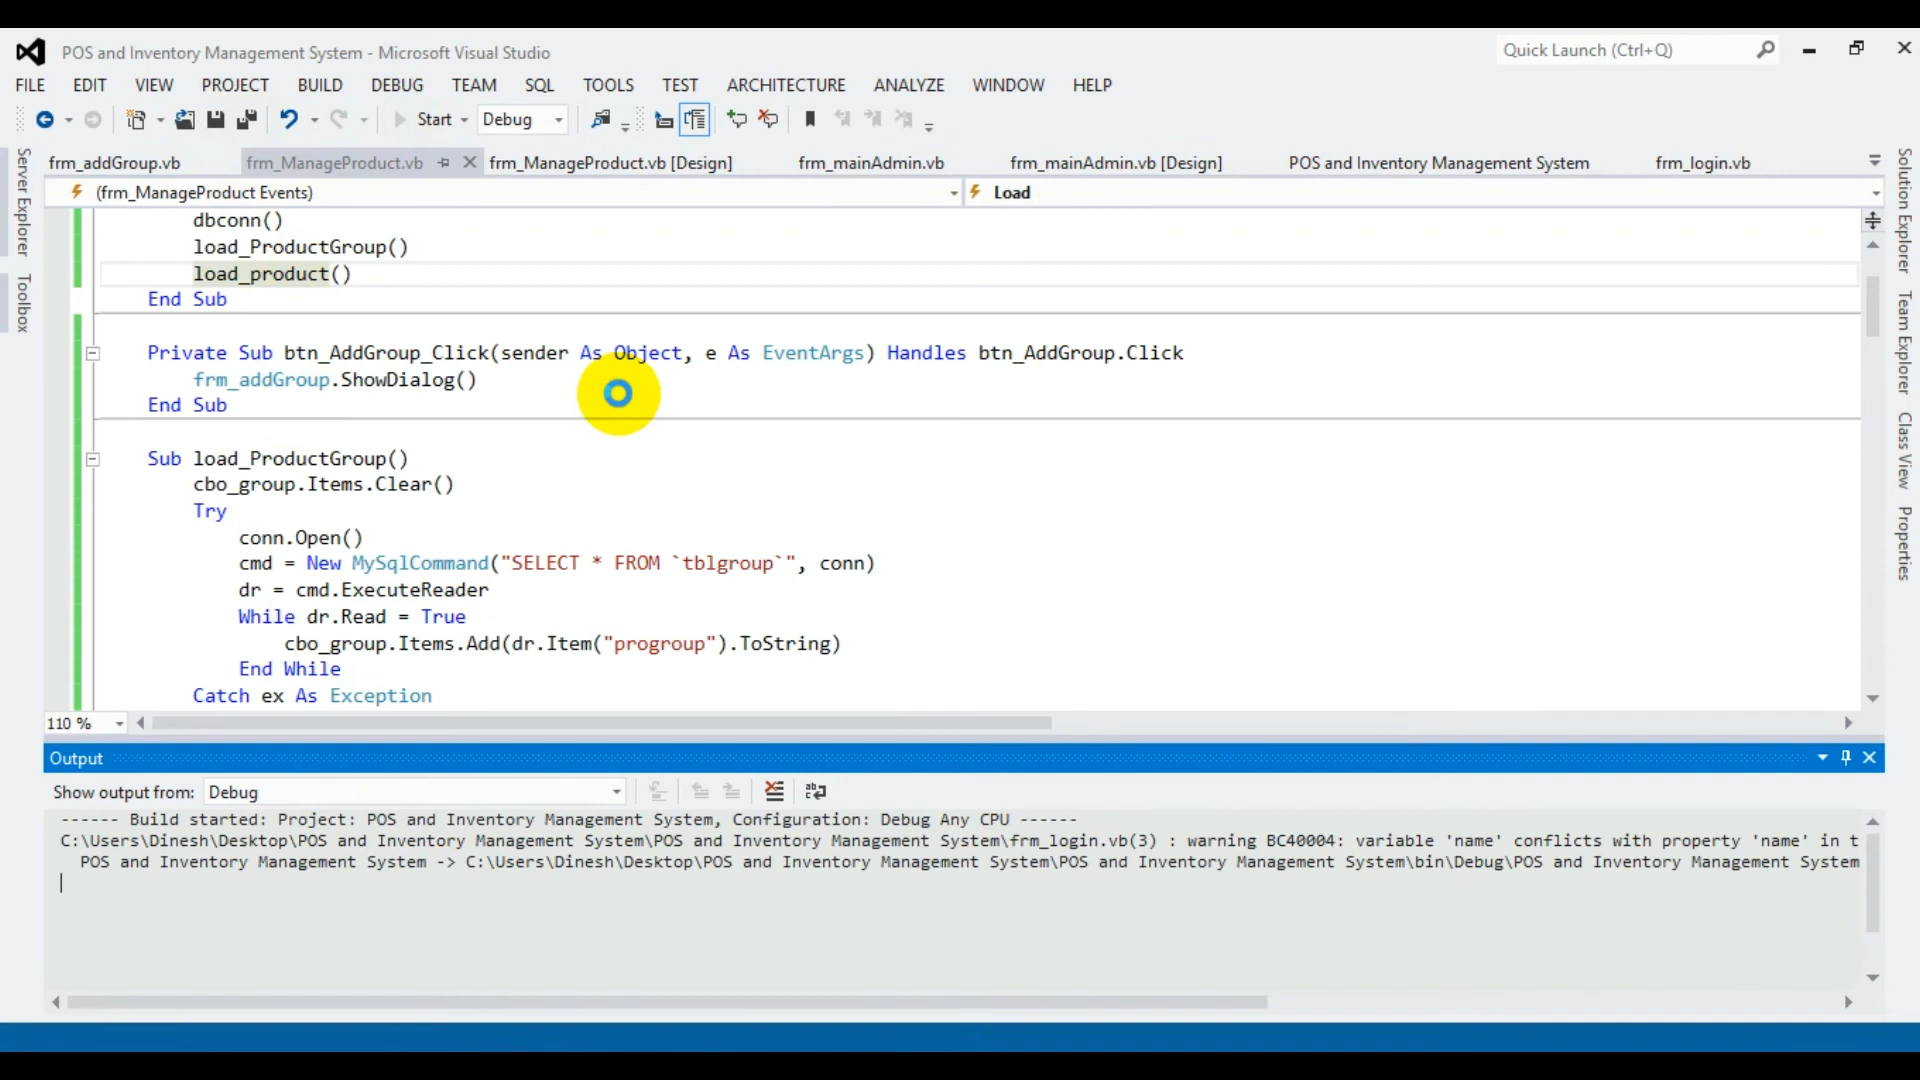 POS and Inventory Management System - Microsoft Visual Studio
Quick Launch (Ctrl+Q)
FILE EDIT VIEW PROJECT BUILD DEBUG TEAM SQL TOOLS TEST ARCHITECTURE ANALYZE WINDOW HELP
Start Debug
frm_addGroup.vb frm_ManageProduct.vb frm_ManageProduct.vb [Design] frm_mainAdmin.vb frm_mainAdmin.vb [Design] POS and Inventory Management System frm_login.vb
(frm_ManageProduct Events) Load
Server Explorer
Toolbox
Solution Explorer
Team Explorer
Class View
Properties
dbconn()
load_ProductGroup()
load_product()
End Sub
Private Sub btn_AddGroup_Click(sender As Object, e As EventArgs) Handles btn_AddGroup.Click
frm_addGroup.ShowDialog()
End Sub
Sub load_ProductGroup()
cbo_group.Items.Clear()
Try
conn.Open()
cmd = New MySqlCommand("SELECT * FROM `tblgroup`", conn)
dr = cmd.ExecuteReader
While dr.Read = True
cbo_group.Items.Add(dr.Item("progroup").ToString)
End While
Catch ex As Exception
110 %
Output
Show output from: Debug
------ Build started: Project: POS and Inventory Management System, Configuration: Debug Any CPU ------
C:\Users\Dinesh\Desktop\POS and Inventory Management System\POS and Inventory Management System\frm_login.vb(3) : warning BC40004: variable 'name' conflicts with property 'name' in t
POS and Inventory Management System -> C:\Users\Dinesh\Desktop\POS and Inventory Management System\POS and Inventory Management System\bin\Debug\POS and Inventory Management System